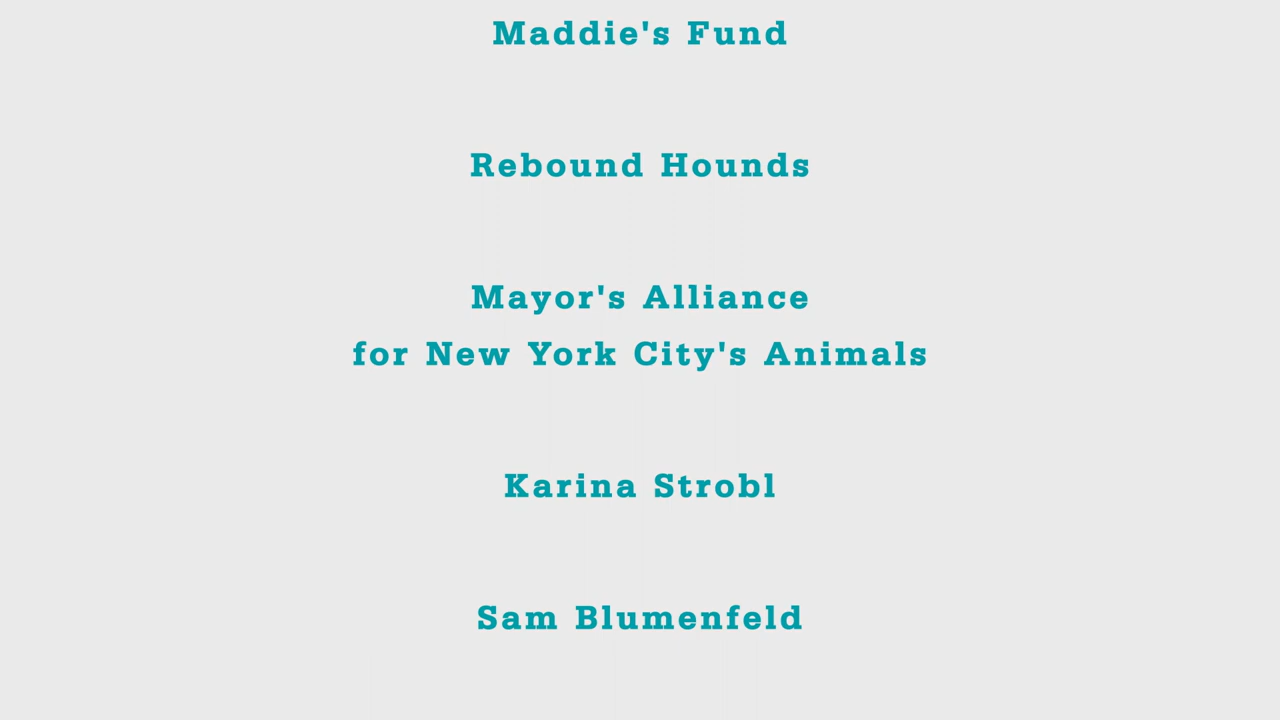 Maddie's Fund
Rebound Hounds
Mayor's Alliance
for New York City's Animals
Karina Strobl
Sam Blumenfeld